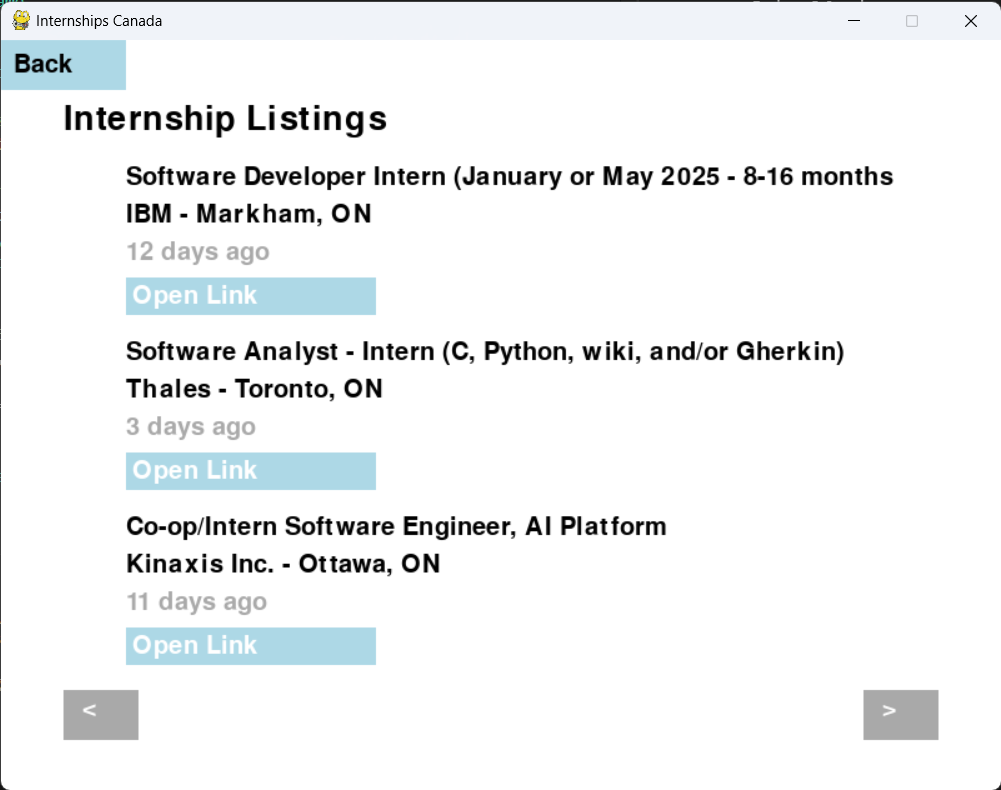 Internships Canada
Back
Internship Listings
Software Developer Intern (January or May 2025 - 8-16 months
IBM - Markham, ON
12 days ago
Open Link
Software Analyst - Intern (C, Python, wiki, and/or Gherkin)
Thales - Toronto, ON
3 days ago
Open Link
Co-op/Intern Software Engineer, AI Platform
Kinaxis Inc. - Ottawa, ON
11 days ago
Open Link
< >